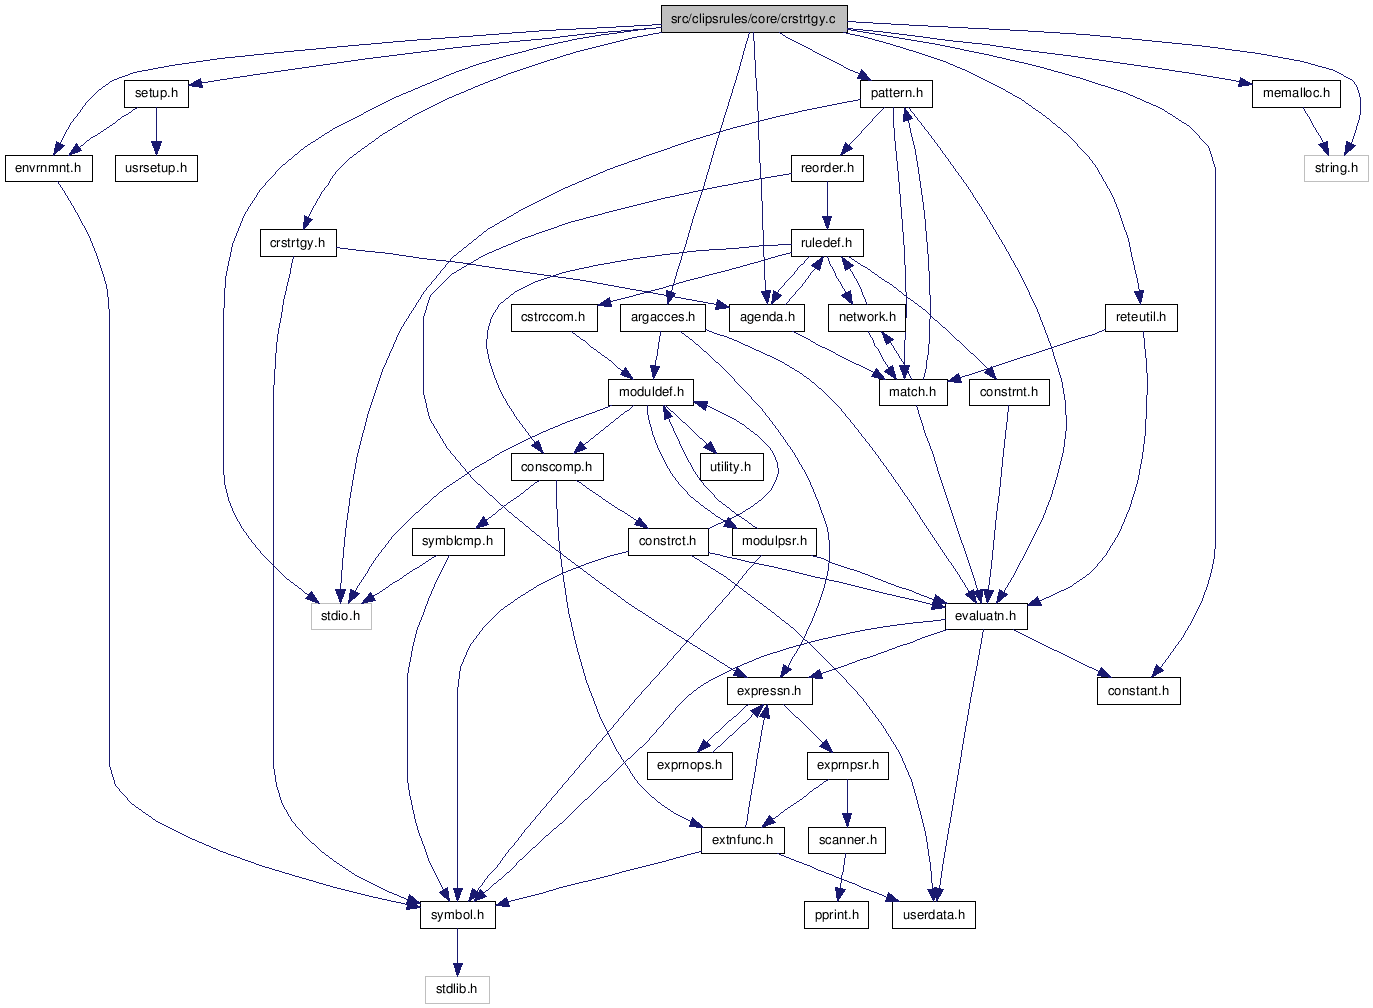 src/clipsrules/core/crstrtgy.c
setup.h
pattern.h
memalloc.h
envrnmnt.h
usrsetup.h
reorder.h
string.h
crstrtgy.h
ruledef.h
cstrccom.h
argacces.h
agenda.h
network.h
reteutil.h
moduldef.h
match.h
constrnt.h
conscomp.h
utility.h
symblcmp.h
constrct.h
modulpsr.h
stdio.h
evaluatn.h
expressn.h
constant.h
exprnops.h
exprnpsr.h
extnfunc.h
scanner.h
symbol.h
pprint.h
userdata.h
stdlib.h